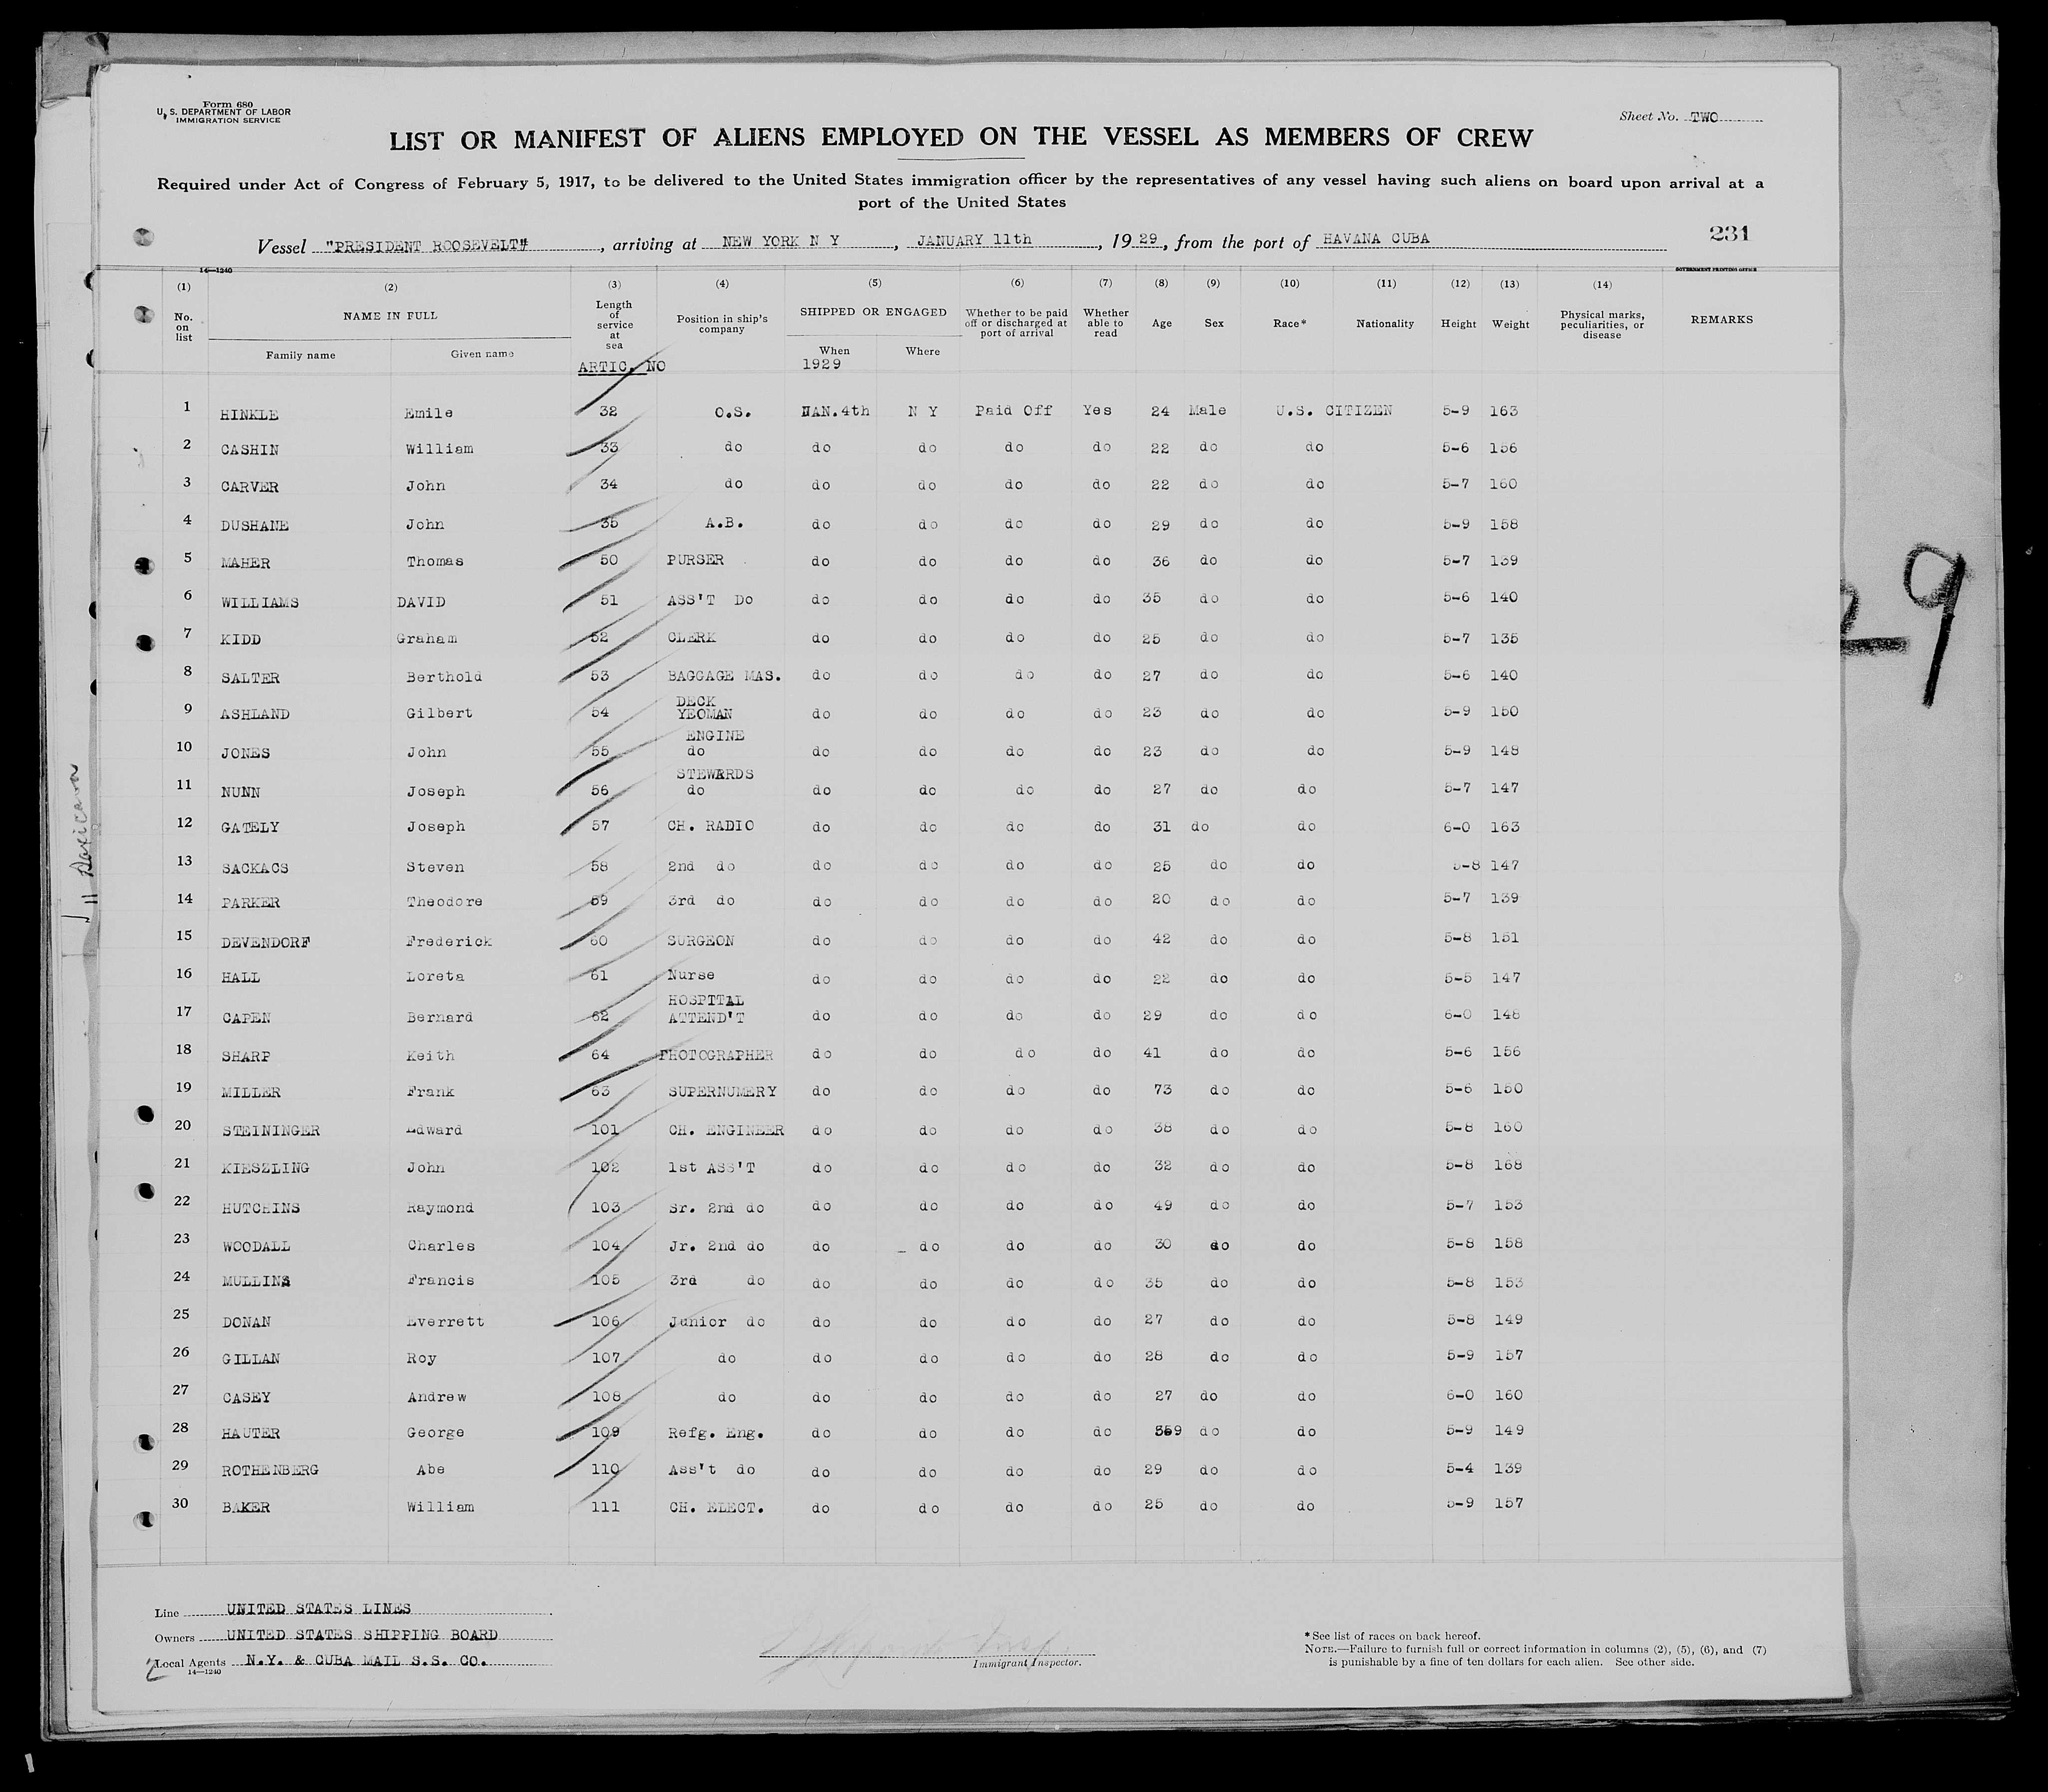 Form 680
U. S. DEPARTMENT OF LABOR
IMMIGRATION SERVICE
Sheet No. TWO
LIST OR MANIFEST OF ALIENS EMPLOYED ON THE VESSEL AS MEMBERS OF CREW
Required under Act of Congress of February 5, 1917, to be delivered to the United States immigration officer by the representatives of any vessel having such aliens on board upon arrival at a
port of the United States
Vessel "PRESIDENT ROOSEVELT", arriving at NEW YORK N Y, JANUARY 11th, 1929, from the port of HAVANA CUBA
231
14—1240
GOVERNMENT PRINTING OFFICE
(1) (2) (3) (4) (5) (6) (7) (8) (9) (10) (11) (12) (13) (14)
No. on list NAME IN FULL Length of service at sea Position in ship's company SHIPPED OR ENGAGED Whether to be paid off or discharged at port of arrival Whether able to read Age Sex Race* Nationality Height Weight Physical marks, peculiarities, or disease REMARKS
Family name Given name When Where
ARTIC. NO 1929
1 HINKLE Emile 32 O.S. JAN.4th N Y Paid Off Yes 24 Male U.S. CITIZEN 5-9 163
2 CASHIN William 33 do do do do do 22 do do 5-6 156
3 CARVER John 34 do do do do do 22 do do 5-7 160
4 DUSHANE John 35 A.B. do do do do 29 do do 5-9 158
5 MAHER Thomas 50 PURSER do do do do 36 do do 5-7 139
6 WILLIAMS DAVID 51 ASS'T Do do do do do 35 do do 5-6 140
7 KIDD Graham 52 CLERK do do do do 25 do do 5-7 135
8 SALTER Berthold 53 BAGGAGE MAS. do do do do 27 do do 5-6 140
9 ASHLAND Gilbert 54 DECK YEOMAN do do do do 23 do do 5-9 150
10 JONES John 55 ENGINE do do do do do 23 do do 5-9 148
11 NUNN Joseph 56 STEWARDS do do do do do 27 do do 5-7 147
12 GATELY Joseph 57 CH. RADIO do do do do 31 do do 6-0 163
13 SACKACS Steven 58 2nd do do do do do 25 do do 5-8 147
14 PARKER Theodore 59 3rd do do do do do 20 do do 5-7 139
15 DEVENDORF Frederick 60 SURGEON do do do do 42 do do 5-8 151
16 HALL Loreta 61 Nurse do do do do 22 do do 5-5 147
17 CAPEN Bernard 62 HOSPITAL ATTEND'T do do do do 29 do do 6-0 148
18 SHARP Keith 64 PHOTOGRAPHER do do do do 41 do do 5-6 156
19 MILLER Frank 63 SUPERNUMERY do do do do 73 do do 5-6 150
20 STEININGER Edward 101 CH. ENGINEER do do do do 38 do do 5-8 160
21 KIESZLING John 102 1st ASS'T do do do do 32 do do 5-8 168
22 HUTCHINS Raymond 103 Sr. 2nd do do do do do 49 do do 5-7 153
23 WOODALL Charles 104 Jr. 2nd do do do do do 30 do do 5-8 158
24 MULLINS Francis 105 3rd do do do do do 35 do do 5-8 153
25 DONAN Everrett 106 Junior do do do do do 27 do do 5-8 149
26 GILLAN Roy 107 do do do do do 28 do do 5-9 157
27 CASEY Andrew 108 do do do do do 27 do do 6-0 160
28 HAUTER George 109 Refg. Eng. do do do do do do 5-9 149
29 ROTHENBERG Abe 110 Ass't do do do do do 29 do do 5-4 139
30 BAKER William 111 CH. ELECT. do do do do 25 do do 5-9 157
Line UNITED STATES LINES
Owners UNITED STATES SHIPPING BOARD
Local Agents N.Y. & CUBA MAIL S.S. CO.
14—1240
Immigrant Inspector.
*See list of races on back hereof.
NOTE.—Failure to furnish full or correct information in columns (2), (5), (6), and (7)
is punishable by a fine of ten dollars for each alien. See other side.
29